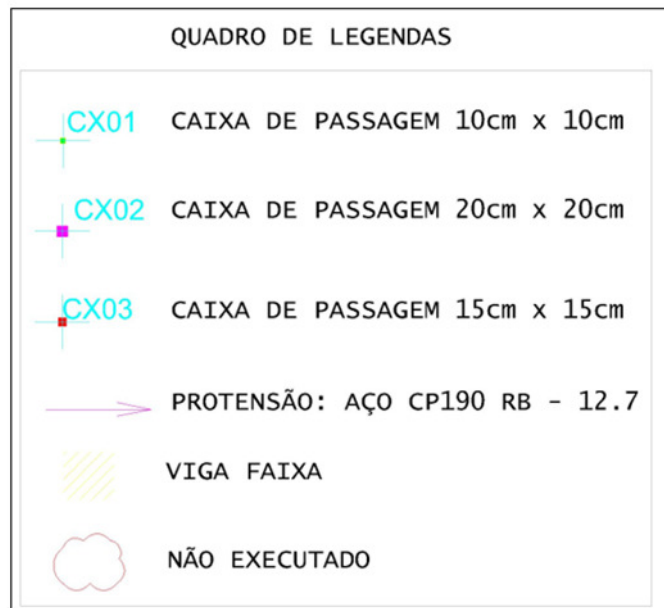 QUADRO DE LEGENDAS
CX01 CAIXA DE PASSAGEM 10cm x 10cm
CX02 CAIXA DE PASSAGEM 20cm x 20cm
CX03 CAIXA DE PASSAGEM 15cm x 15cm
PROTENSÃO: AÇO CP190 RB - 12.7
VIGA FAIXA
NÃO EXECUTADO